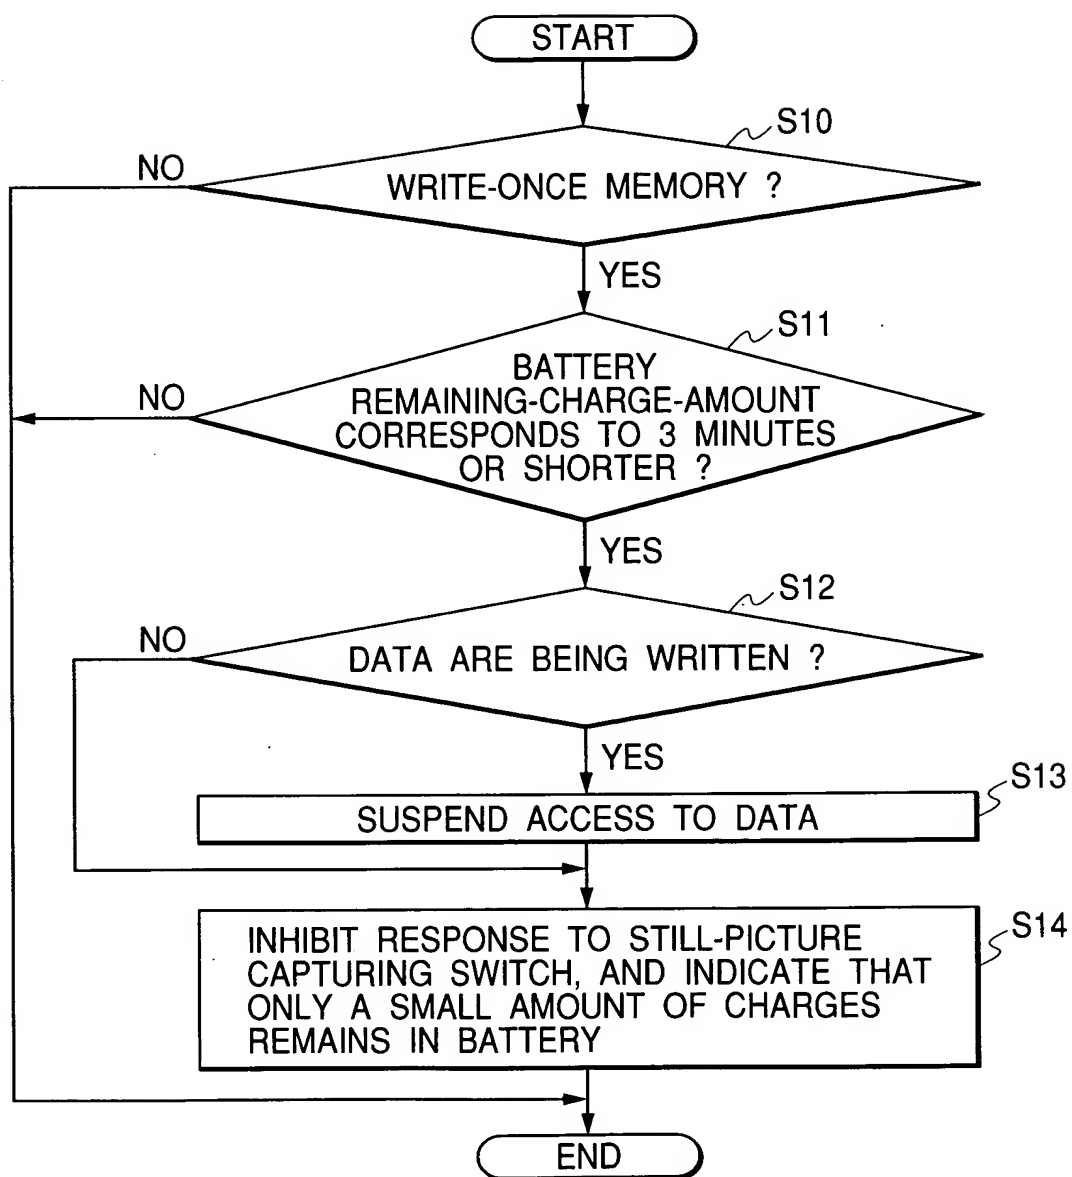 START
S10
NO
WRITE-ONCE MEMORY ?
YES
S11
NO
BATTERY
REMAINING-CHARGE-AMOUNT
CORRESPONDS TO 3 MINUTES
OR SHORTER ?
YES
S12
NO
DATA ARE BEING WRITTEN ?
YES
S13
SUSPEND ACCESS TO DATA
S14
INHIBIT RESPONSE TO STILL-PICTURE
CAPTURING SWITCH, AND INDICATE THAT
ONLY A SMALL AMOUNT OF CHARGES
REMAINS IN BATTERY
END